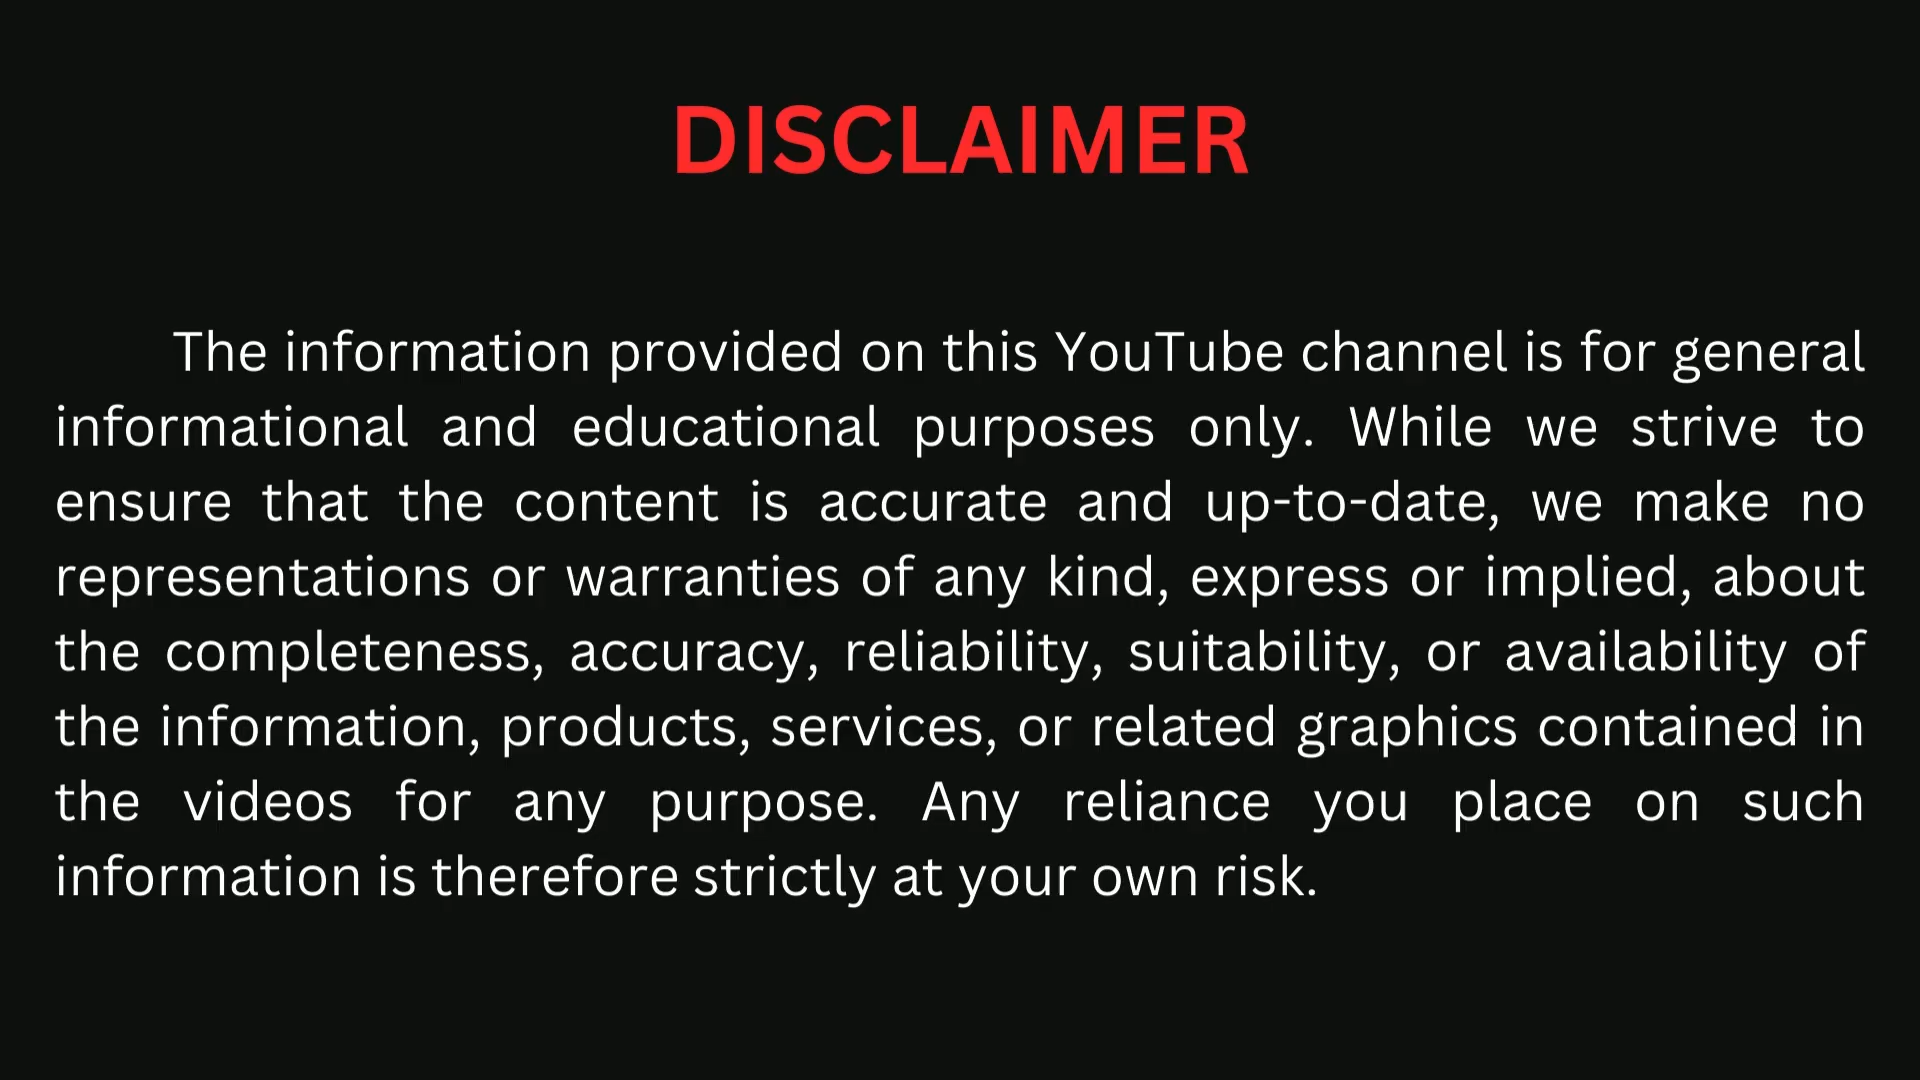 DISCLAIMER
The information provided on this YouTube channel is for general
informational and educational purposes only. While we strive to
ensure that the content is accurate and up-to-date, we make no
representations or warranties of any kind, express or implied, about
the completeness, accuracy, reliability, suitability, or availability of
the information, products, services, or related graphics contained in
the videos for any purpose. Any reliance you place on such
information is therefore strictly at your own risk.